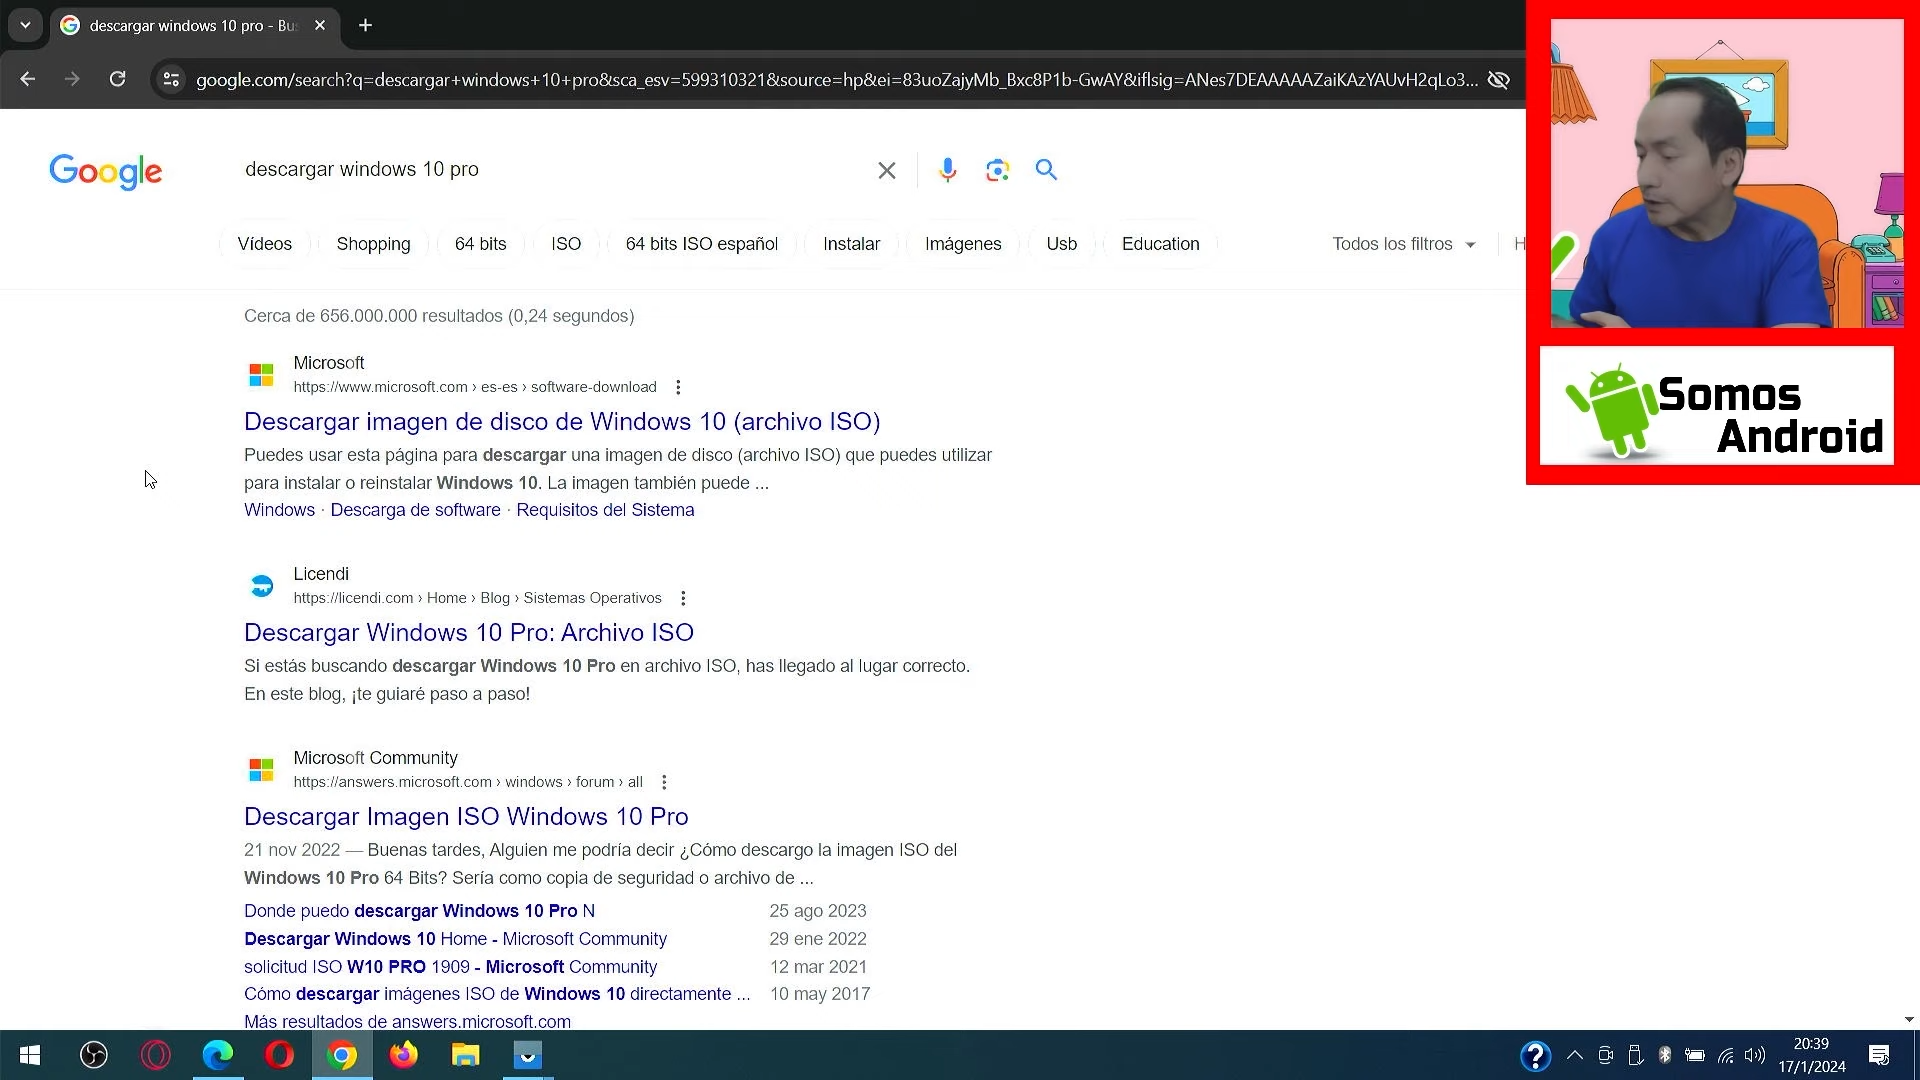 descargar windows 10 pro - Bus
google.com/search?q=descargar+windows+10+pro&sca_esv=599310321&source=hp&ei=83uoZajyMb_Bxc8P1b-GwAY&iflsig=ANes7DEAAAAAZaiKAzYAUvH2qLo3...
Google
descargar windows 10 pro
Vídeos
Shopping
64 bits
ISO
64 bits ISO español
Instalar
Imágenes
Usb
Education
Todos los filtros
H
Cerca de 656.000.000 resultados (0,24 segundos)
Microsoft
https://www.microsoft.com › es-es › software-download
Descargar imagen de disco de Windows 10 (archivo ISO)
Puedes usar esta página para descargar una imagen de disco (archivo ISO) que puedes utilizar
para instalar o reinstalar Windows 10. La imagen también puede ...
Windows · Descarga de software · Requisitos del Sistema
Licendi
https://licendi.com › Home › Blog › Sistemas Operativos
Descargar Windows 10 Pro: Archivo ISO
Si estás buscando descargar Windows 10 Pro en archivo ISO, has llegado al lugar correcto.
En este blog, ¡te guiaré paso a paso!
Microsoft Community
https://answers.microsoft.com › windows › forum › all
Descargar Imagen ISO Windows 10 Pro
21 nov 2022 — Buenas tardes, Alguien me podría decir ¿Cómo descargo la imagen ISO del
Windows 10 Pro 64 Bits? Sería como copia de seguridad o archivo de ...
Donde puedo descargar Windows 10 Pro N 25 ago 2023
Descargar Windows 10 Home - Microsoft Community 29 ene 2022
solicitud ISO W10 PRO 1909 - Microsoft Community 12 mar 2021
Cómo descargar imágenes ISO de Windows 10 directamente ... 10 may 2017
Más resultados de answers.microsoft.com
Somos
Android
20:39
17/1/2024